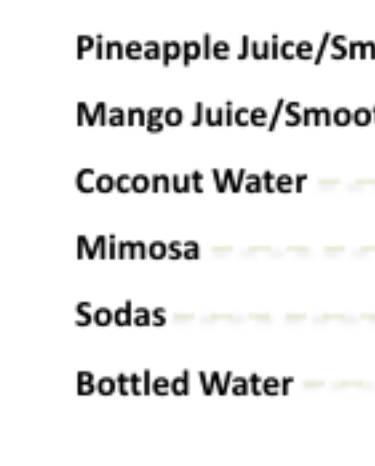 Pineapple Juice/Sm
Mango Juice/Smoot
Coconut Water
Mimosa
Sodas
Bottled Water